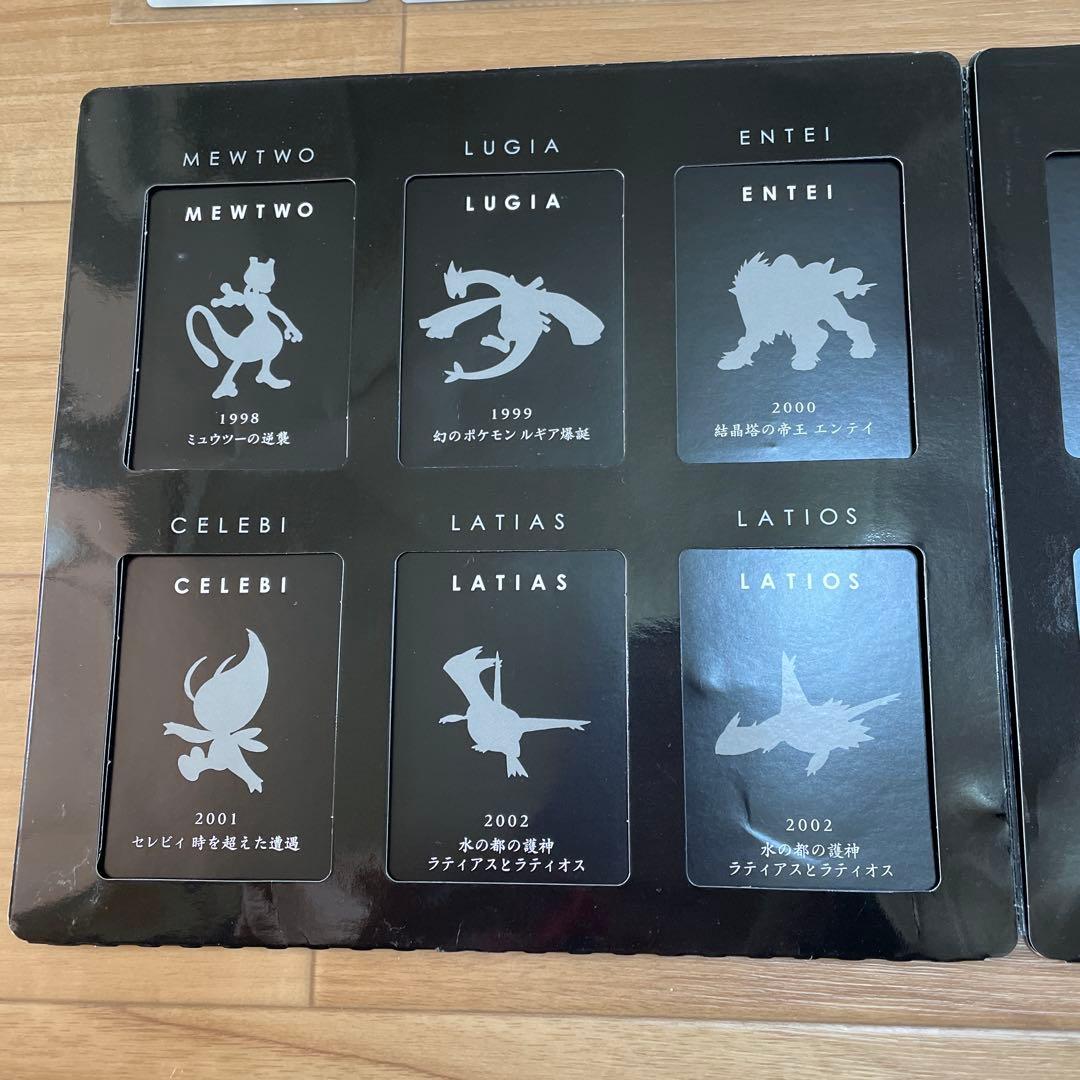 MEWTWO
LUGIA
ENTEI
MEWTWO
1998
ミュウツーの逆襲
LUGIA
1999
幻のポケモン ルギア爆誕
ENTEI
2000
結晶塔の帝王 エンテイ
CELEBI
LATIAS
LATIOS
CELEBI
2001
セレビィ 時を超えた遭遇
LATIAS
2002
水の都の護神
ラティアスとラティオス
LATIOS
2002
水の都の護神
ラティアスとラティオス